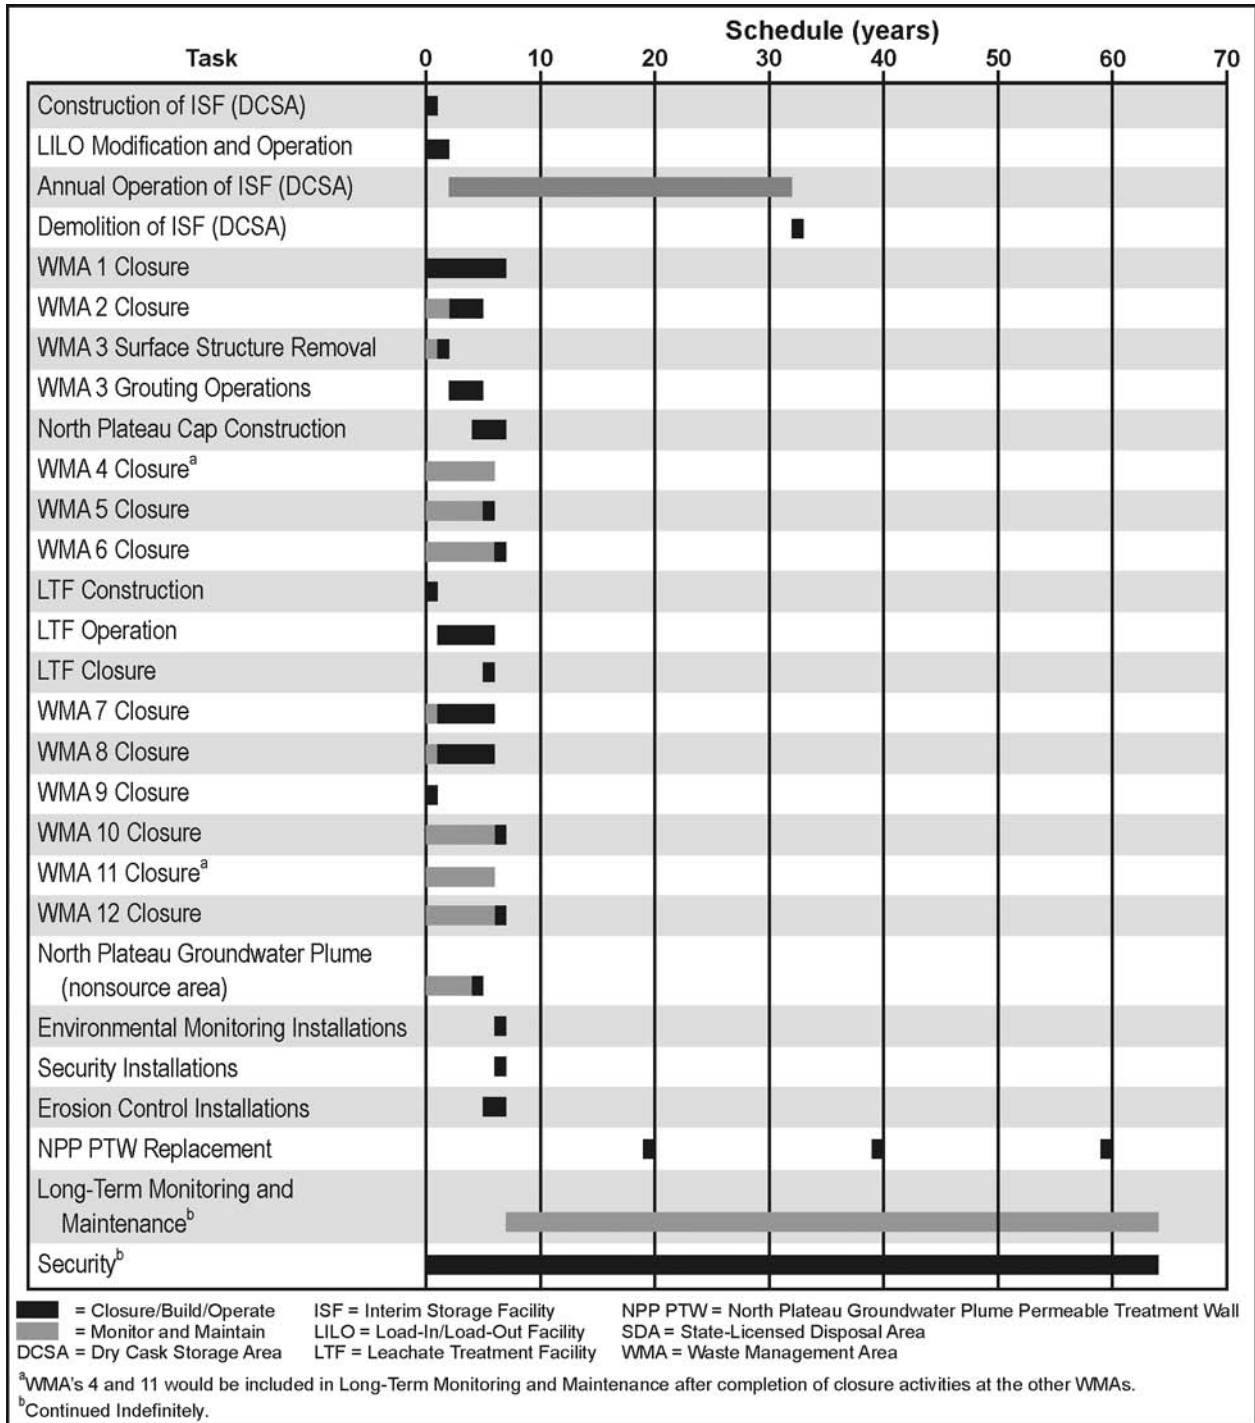 Schedule (years)
Task 0 10 20 30 40 50 60 70
Construction of ISF (DCSA)
LILO Modification and Operation
Annual Operation of ISF (DCSA)
Demolition of ISF (DCSA)
WMA 1 Closure
WMA 2 Closure
WMA 3 Surface Structure Removal
WMA 3 Grouting Operations
North Plateau Cap Construction
WMA 4 Closureᵃ
WMA 5 Closure
WMA 6 Closure
LTF Construction
LTF Operation
LTF Closure
WMA 7 Closure
WMA 8 Closure
WMA 9 Closure
WMA 10 Closure
WMA 11 Closureᵃ
WMA 12 Closure
North Plateau Groundwater Plume
(nonsource area)
Environmental Monitoring Installations
Security Installations
Erosion Control Installations
NPP PTW Replacement
Long-Term Monitoring and
Maintenanceᵇ
Securityᵇ
= Closure/Build/Operate ISF = Interim Storage Facility NPP PTW = North Plateau Groundwater Plume Permeable Treatment Wall
= Monitor and Maintain LILO = Load-In/Load-Out Facility SDA = State-Licensed Disposal Area
DCSA = Dry Cask Storage Area LTF = Leachate Treatment Facility WMA = Waste Management Area
ᵃWMA's 4 and 11 would be included in Long-Term Monitoring and Maintenance after completion of closure activities at the other WMAs.
ᵇContinued Indefinitely.